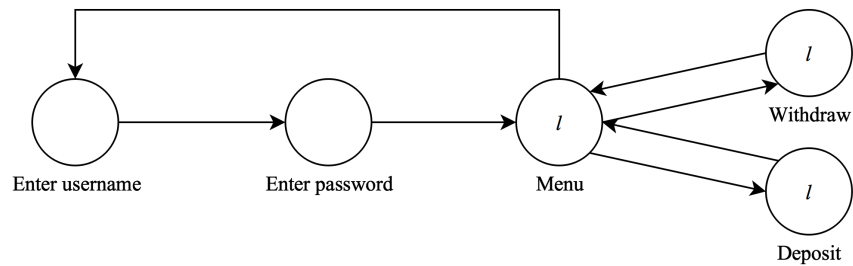 l
Withdraw
l
Enter username
Enter password
Menu
l
Deposit